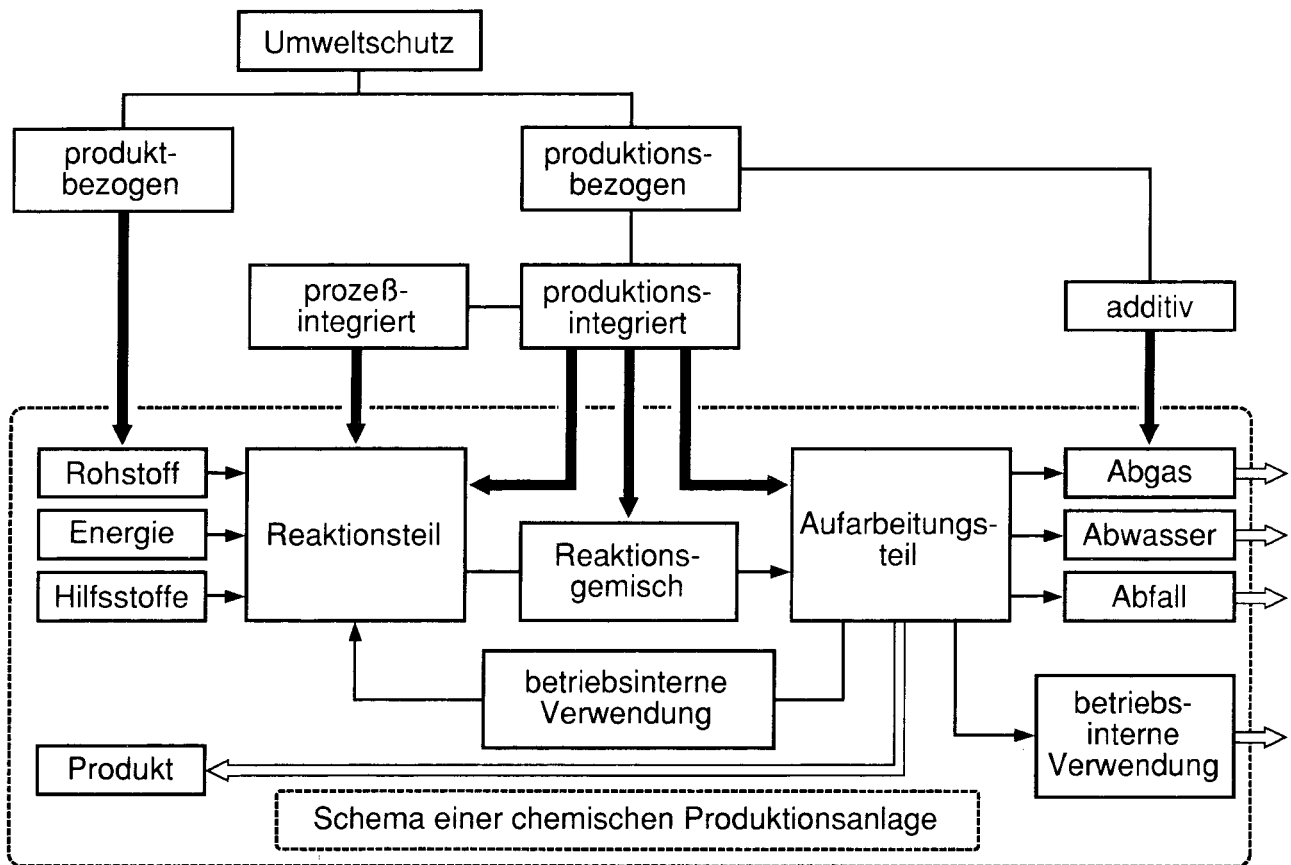 Umweltschutz
produkt-
bezogen
produktions-
bezogen
prozeß-
integriert
produktions-
integriert
additiv
Rohstoff
Energie
Hilfsstoffe
Reaktionsteil
Reaktions-
gemisch
Aufarbeitungs-
teil
Abgas
Abwasser
Abfall
betriebsinterne
Verwendung
betriebs-
interne
Verwendung
Produkt
Schema einer chemischen Produktionsanlage